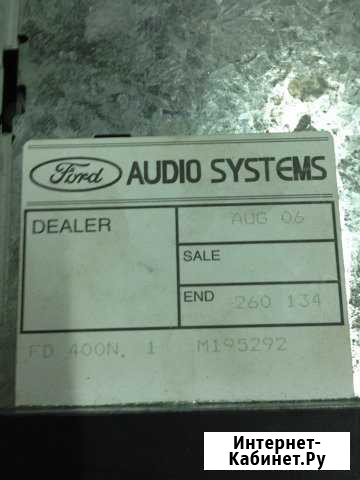 Ford AUDIO SYSTEMS
DEALER
AUG 06
SALE
END 260 134
FD 400N. 1 M195292
Интернет-
Кабинет.Ру